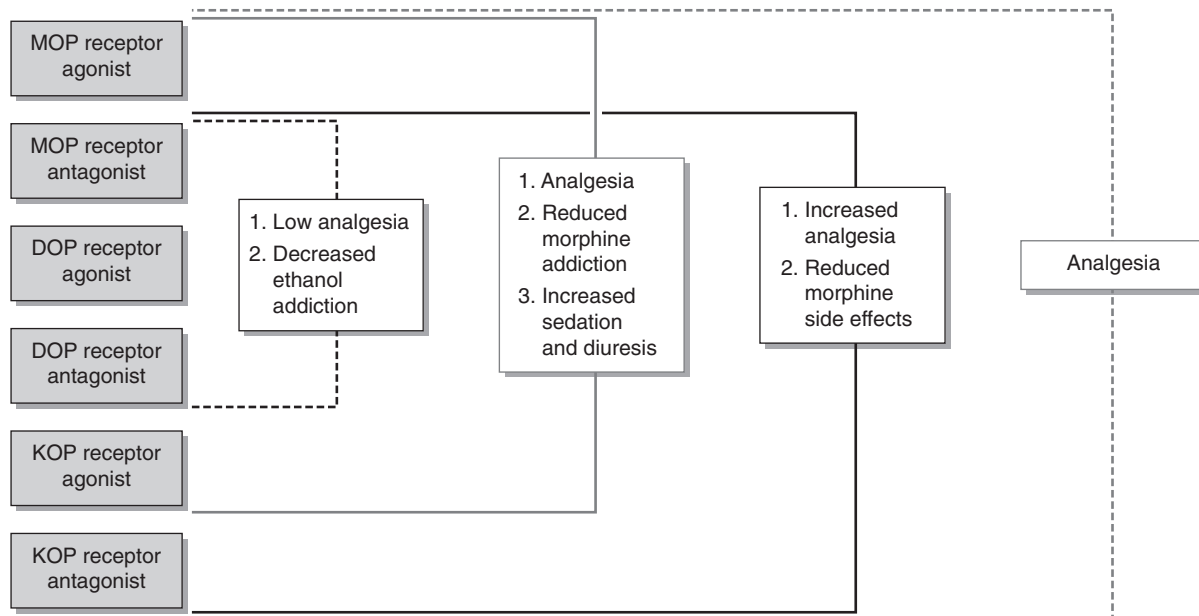 MOP receptor
agonist
MOP receptor
antagonist
DOP receptor
agonist
DOP receptor
antagonist
KOP receptor
agonist
KOP receptor
antagonist
1. Low analgesia
2. Decreased
ethanol
addiction
1. Analgesia
2. Reduced
morphine
addiction
3. Increased
sedation
and diuresis
1. Increased
analgesia
2. Reduced
morphine
side effects
Analgesia